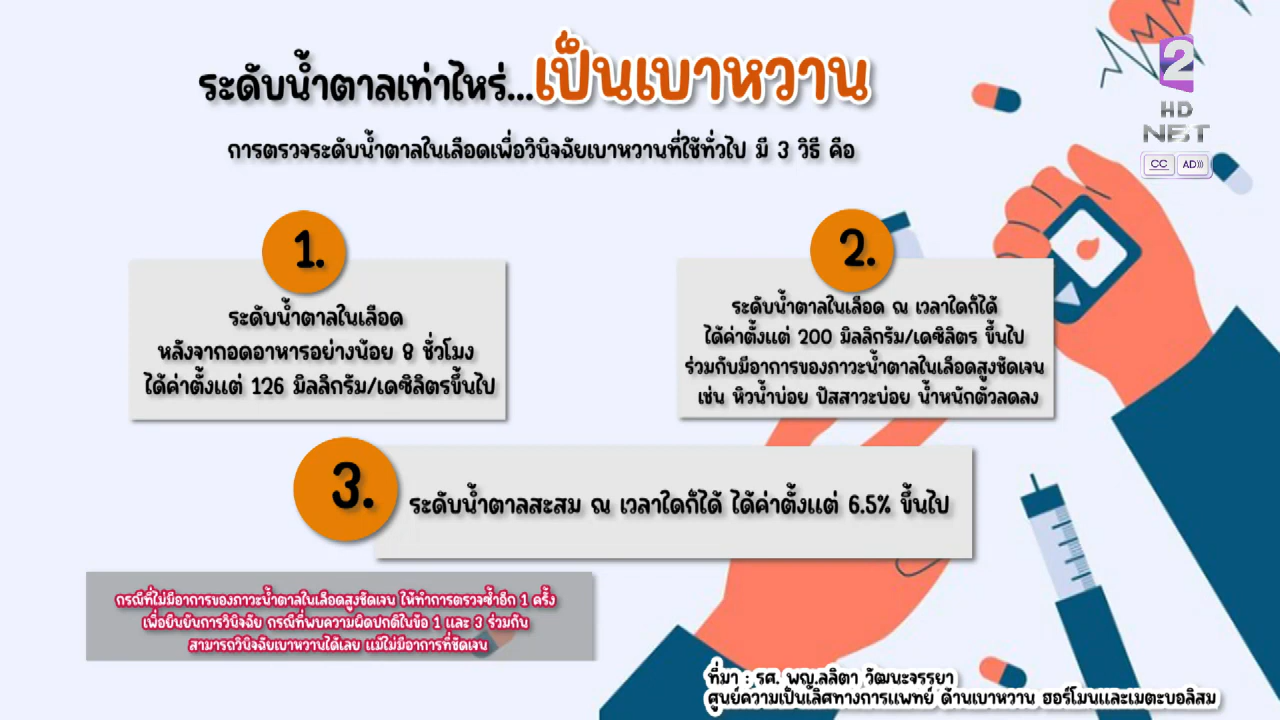 ระดับน้ำตาลเท่าไหร่...เป็นเบาหวาน
การตรวจระดับน้ำตาลในเลือดเพื่อวินิจฉัยเบาหวานที่ใช้ทั่วไป มี 3 วิธี คือ
2
HD
NBT
CC AD)))
1.
ระดับน้ำตาลในเลือด
หลังจากอดอาหารอย่างน้อย 8 ชั่วโมง
ได้ค่าตั้งแต่ 126 มิลลิกรัม/เดซิลิตรขึ้นไป
2.
ระดับน้ำตาลในเลือด ณ เวลาใดก็ได้
ได้ค่าตั้งแต่ 200 มิลลิกรัม/เดซิลิตร ขึ้นไป
ร่วมกับมีอาการของภาวะน้ำตาลในเลือดสูงชัดเจน
เช่น หิวน้ำบ่อย ปัสสาวะบ่อย น้ำหนักตัวลดลง
3.
ระดับน้ำตาลสะสม ณ เวลาใดก็ได้ ได้ค่าตั้งแต่ 6.5% ขึ้นไป
กรณีที่ไม่มีอาการของภาวะน้ำตาลในเลือดสูงชัดเจน ให้ทำการตรวจซ้ำอีก 1 ครั้ง
เพื่อยืนยันการวินิจฉัย กรณีที่พบความผิดปกติในข้อ 1 และ 3 ร่วมกัน
สามารถวินิจฉัยเบาหวานได้เลย แม้ไม่มีอาการที่ชัดเจน
ที่มา : รศ. พญ.ลลิตา วัฒนะจรรยา
ศูนย์ความเป็นเลิศทางการแพทย์ ด้านเบาหวาน ฮอร์โมนและเมตะบอลิสม